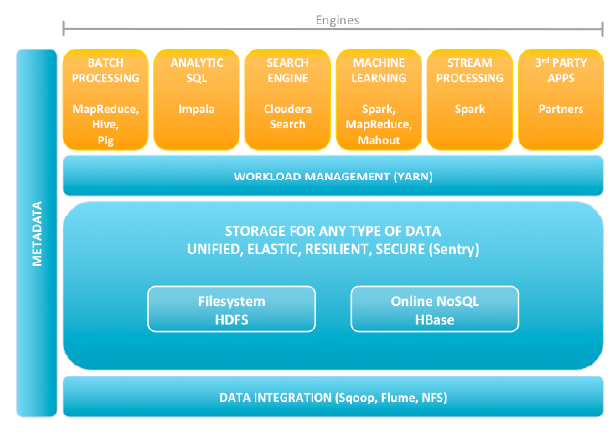 Engines
METADATA
BATCH
PROCESSING
MapReduce,
Hive,
Pig
ANALYTIC
SQL
Impala
SEARCH
ENGINE
Cloudera
Search
MACHINE
LEARNING
Spark,
MapReduce,
Mahout
STREAM
PROCESSING
Spark
3rd PARTY
APPS
Partners
WORKLOAD MANAGEMENT (YARN)
STORAGE FOR ANY TYPE OF DATA
UNIFIED, ELASTIC, RESILIENT, SECURE (Sentry)
Filesystem
HDFS
Online NoSQL
HBase
DATA INTEGRATION (Sqoop, Flume, NFS)